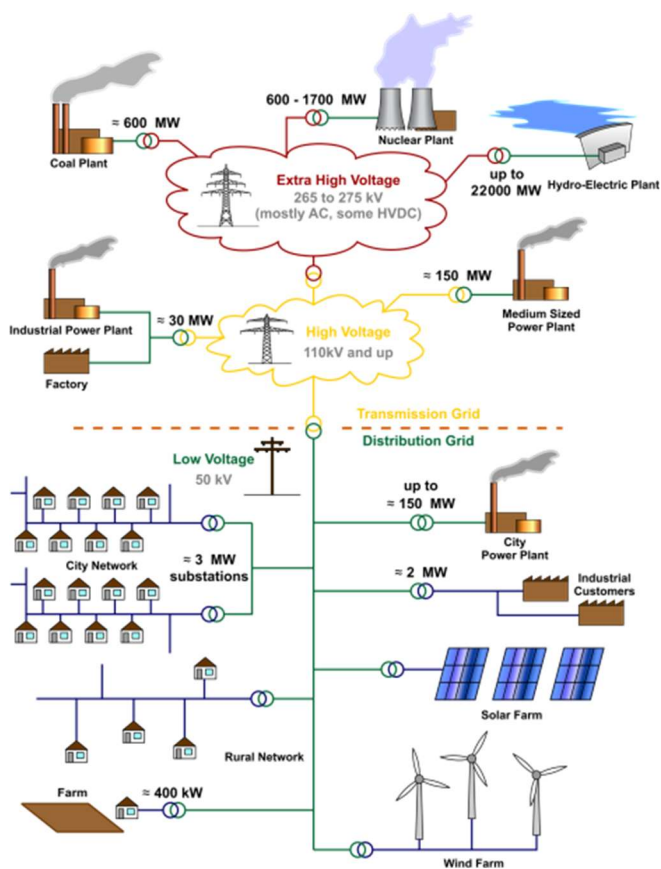 ≈ 600 MW
Coal Plant
600 - 1700 MW
Nuclear Plant
up to
22000 MW
Hydro-Electric Plant
Extra High Voltage
265 to 275 kV
(mostly AC, some HVDC)
≈ 150 MW
Medium Sized
Power Plant
Industrial Power Plant
≈ 30 MW
Factory
High Voltage
110kV and up
Transmission Grid
Distribution Grid
Low Voltage
50 kV
up to
≈ 150 MW
City
Power Plant
City Network
≈ 3 MW
substations
≈ 2 MW
Industrial
Customers
Solar Farm
Rural Network
Farm
≈ 400 kW
Wind Farm